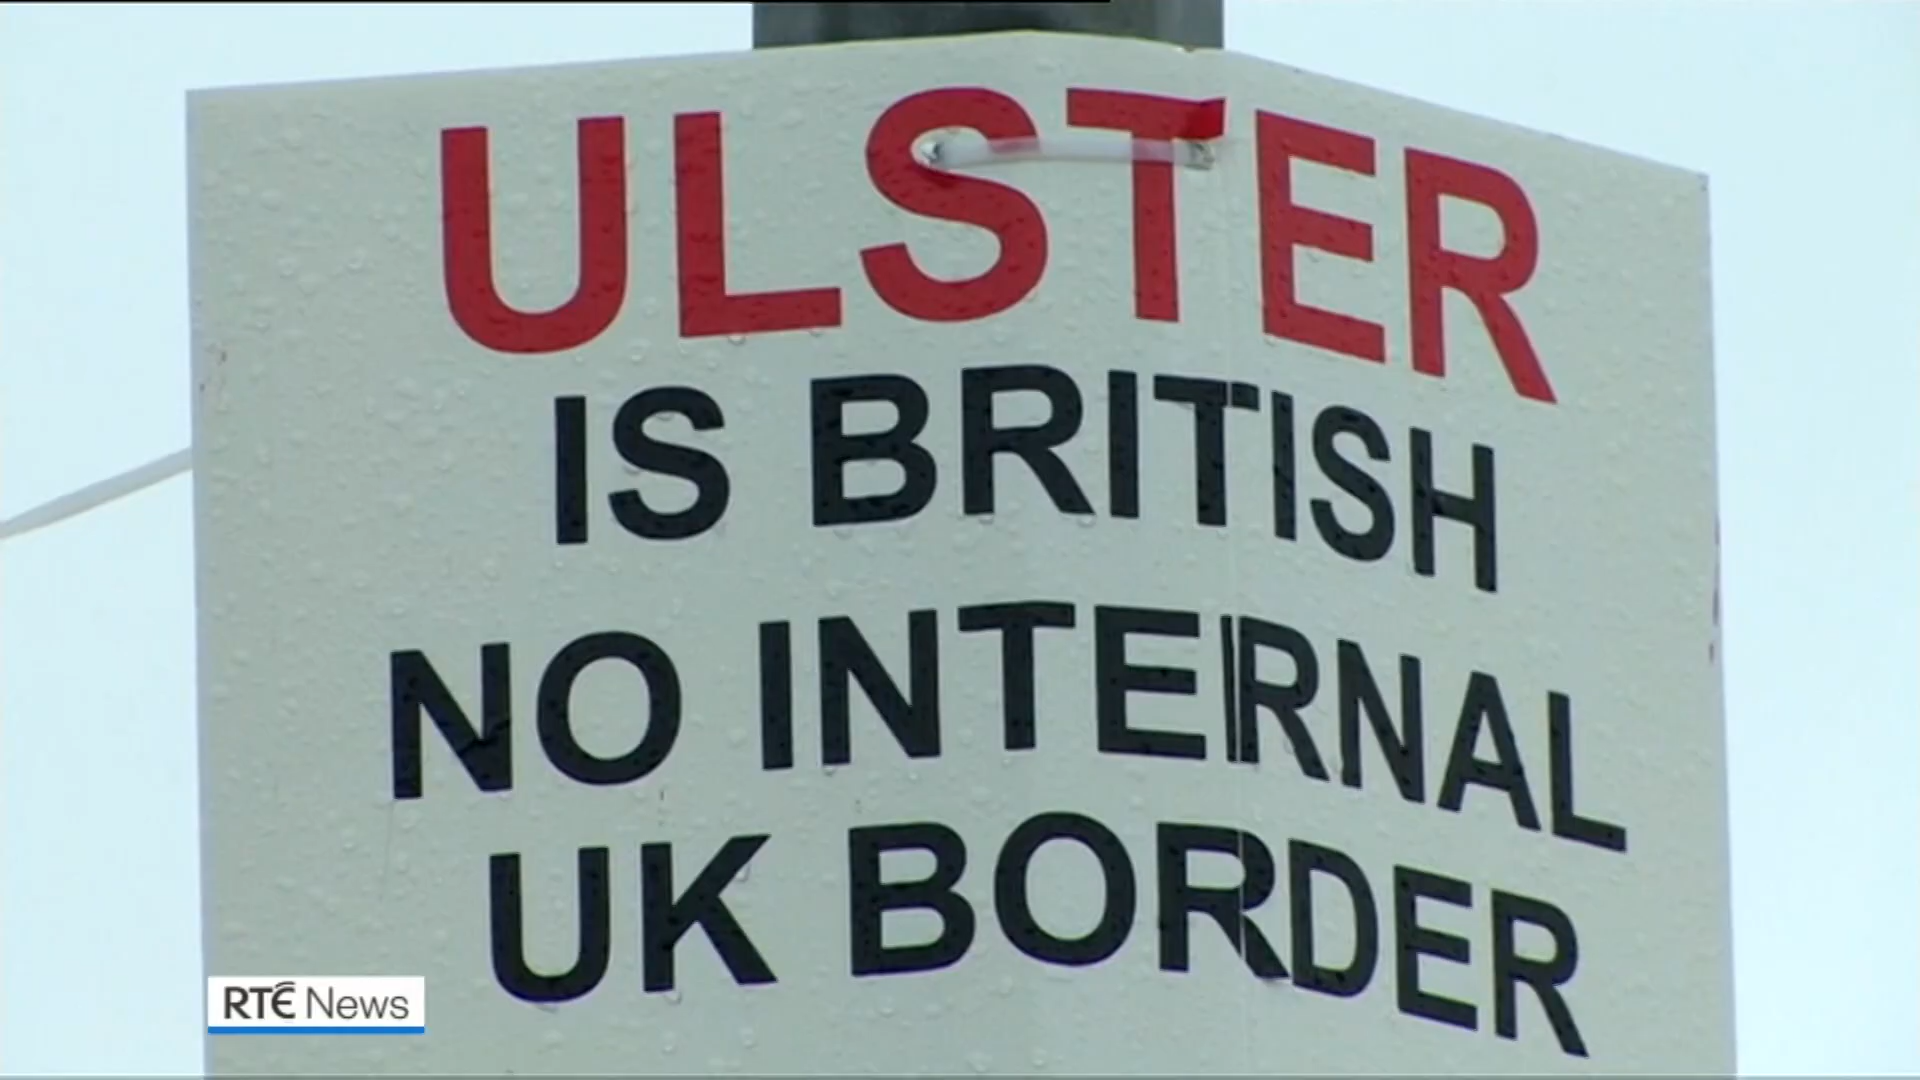 ULSTER
IS BRITISH
NO INTERNAL
UK BORDER
RTÉ News